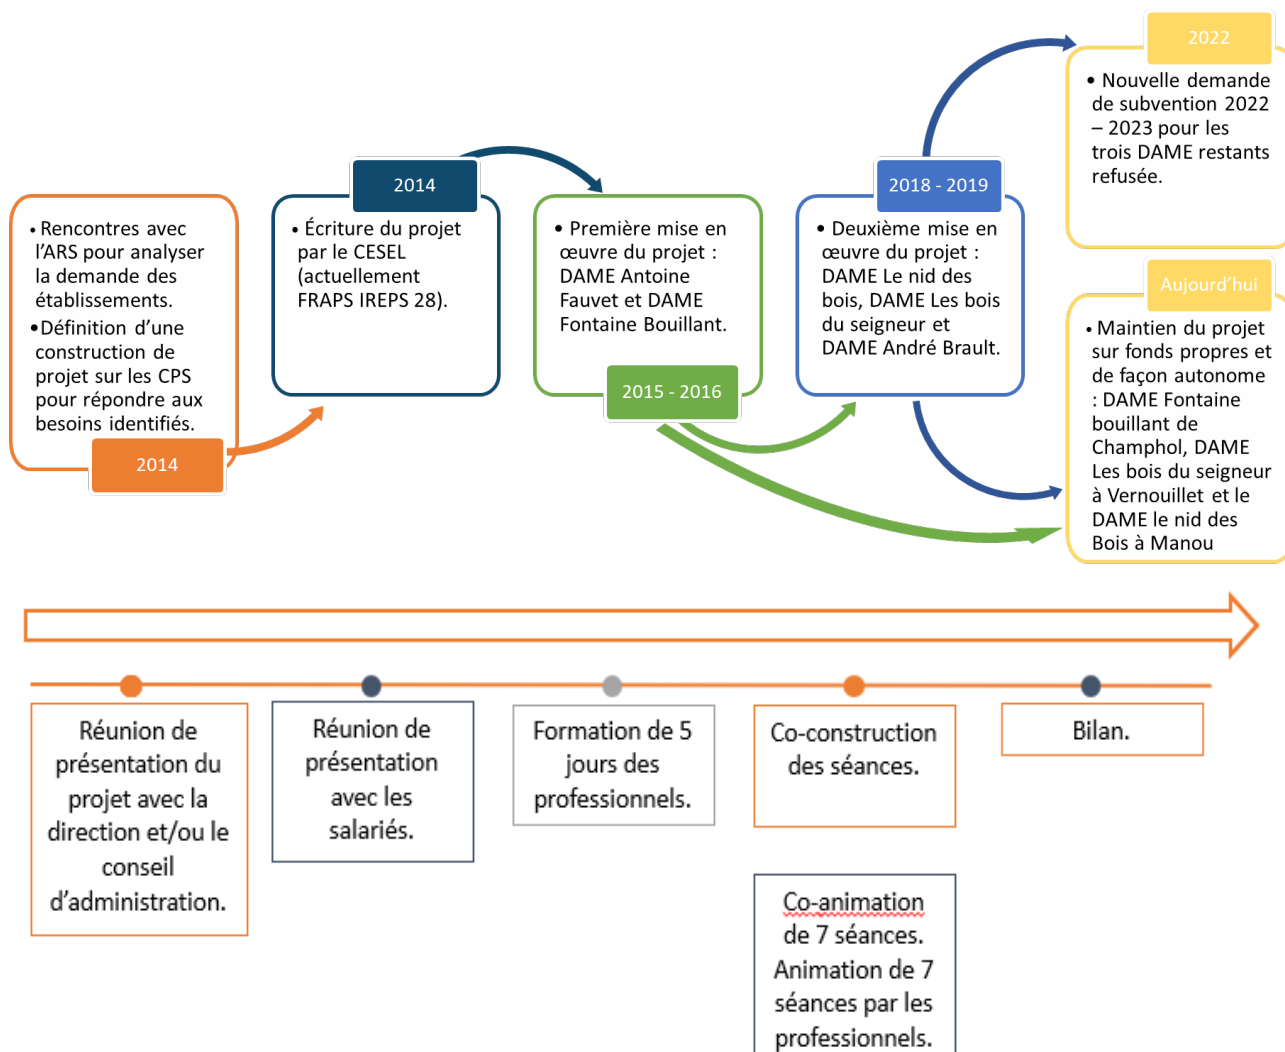 • Rencontres avec
l’ARS pour analyser
la demande des
établissements.
•Définition d’une
construction de
projet sur les CPS
pour répondre aux
besoins identifiés.
2014
2014
• Écriture du projet
par le CESEL
(actuellement
FRAPS IREPS 28).
• Première mise en
œuvre du projet :
DAME Antoine
Fauvet et DAME
Fontaine Bouillant.
2015 - 2016
2018 - 2019
• Deuxième mise en
œuvre du projet :
DAME Le nid des
bois, DAME Les bois
du seigneur et
DAME André Brault.
2022
• Nouvelle demande
de subvention 2022
– 2023 pour les
trois DAME restants
refusée.
Aujourd’hui
• Maintien du projet
sur fonds propres et
de façon autonome
: DAME Fontaine
bouillant de
Champhol, DAME
Les bois du seigneur
à Vernouillet et le
DAME le nid des
Bois à Manou
Réunion de
présentation du
projet avec la
direction et/ou le
conseil
d’administration.
Réunion de
présentation
avec les
salariés.
Formation de 5
jours des
professionnels.
Co-construction
des séances.
Co-animation
de 7 séances.
Animation de 7
séances par les
professionnels.
Bilan.